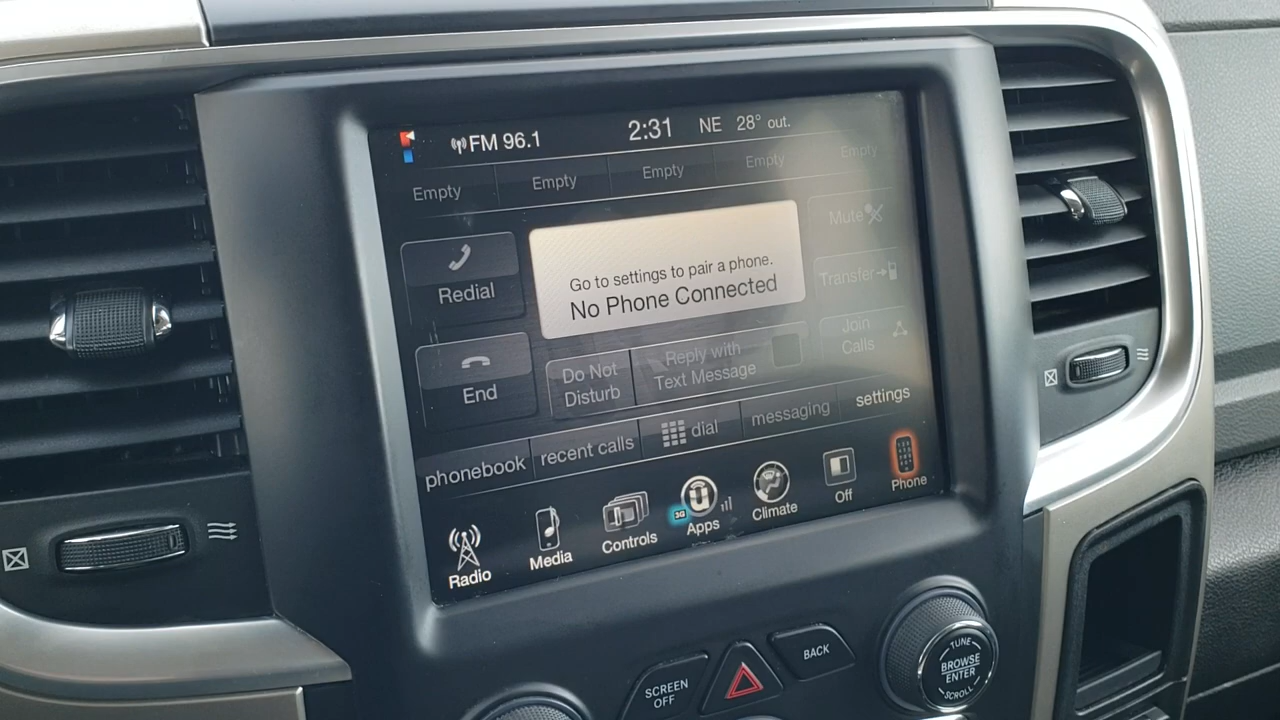 FM 96.1
2:31
NE
28° out.
Empty
Empty
Empty
Empty
Empty
Redial
Go to settings to pair a phone.
No Phone Connected
Mute
Transfer
End
Do Not
Disturb
Reply with
Text Message
Join
Calls
phonebook
recent calls
dial
messaging
settings
Radio
Media
Controls
3G
Apps
Climate
Off
Phone
SCREEN
OFF
BACK
TUNE
BROWSE
ENTER
SCROLL